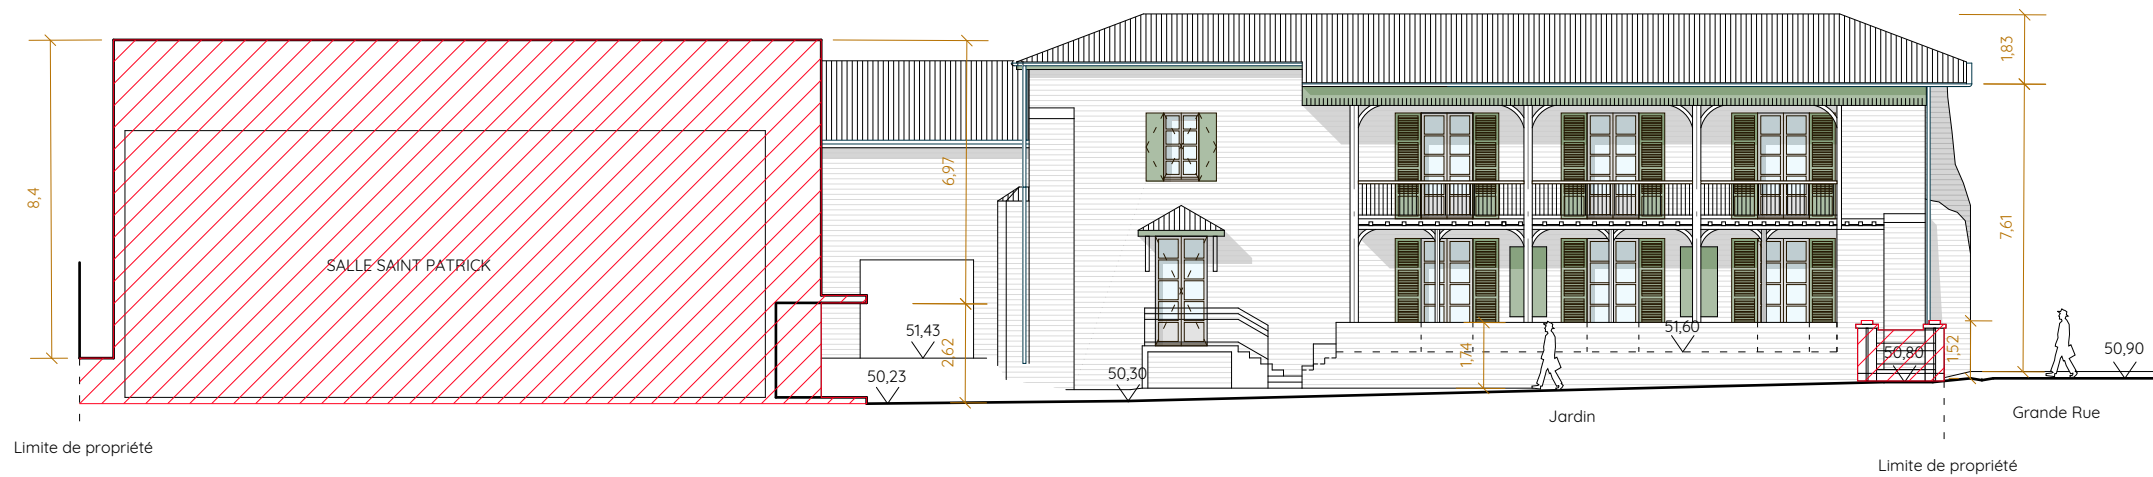 1,83
8,4
6,97
7,61
SALLE SAINT PATRICK
51,43
51,60
2,62
1,74
50,80
1,52
50,90
50,23
50,30
Jardin
Grande Rue
Limite de propriété
Limite de propriété